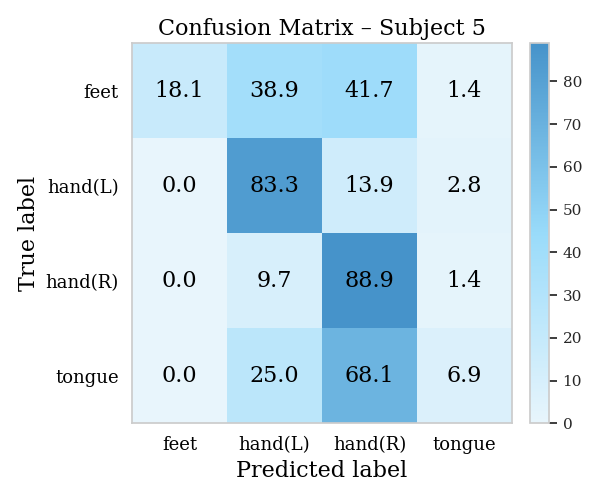 Confusion Matrix – Subject 5
feet 18.1 38.9 41.7 1.4
hand(L) 0.0 83.3 13.9 2.8
hand(R) 0.0 9.7 88.9 1.4
tongue 0.0 25.0 68.1 6.9
feet hand(L) hand(R) tongue
Predicted label
True label
80
70
60
50
40
30
20
10
0